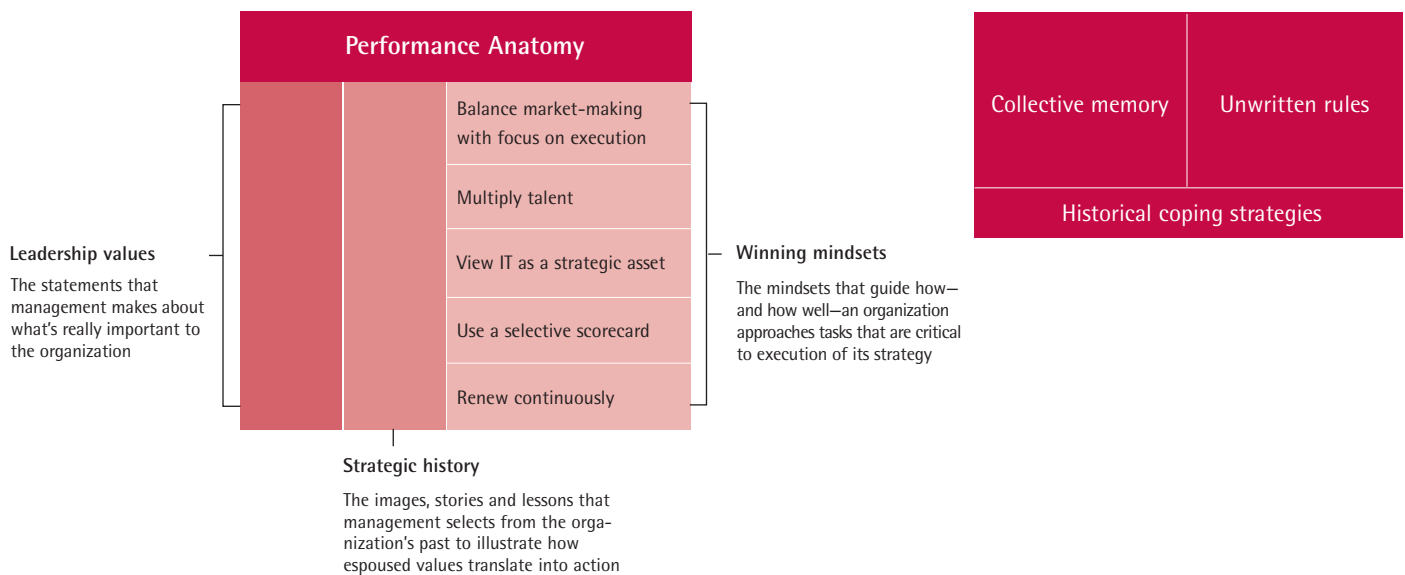 Performance Anatomy
Balance market-making
with focus on execution
Multiply talent
View IT as a strategic asset
Use a selective scorecard
Renew continuously
Leadership values
The statements that
management makes about
what's really important to
the organization
Winning mindsets
The mindsets that guide how—
and how well—an organization
approaches tasks that are critical
to execution of its strategy
Strategic history
The images, stories and lessons that
management selects from the orga-
nization's past to illustrate how
espoused values translate into action
Collective memory
Unwritten rules
Historical coping strategies